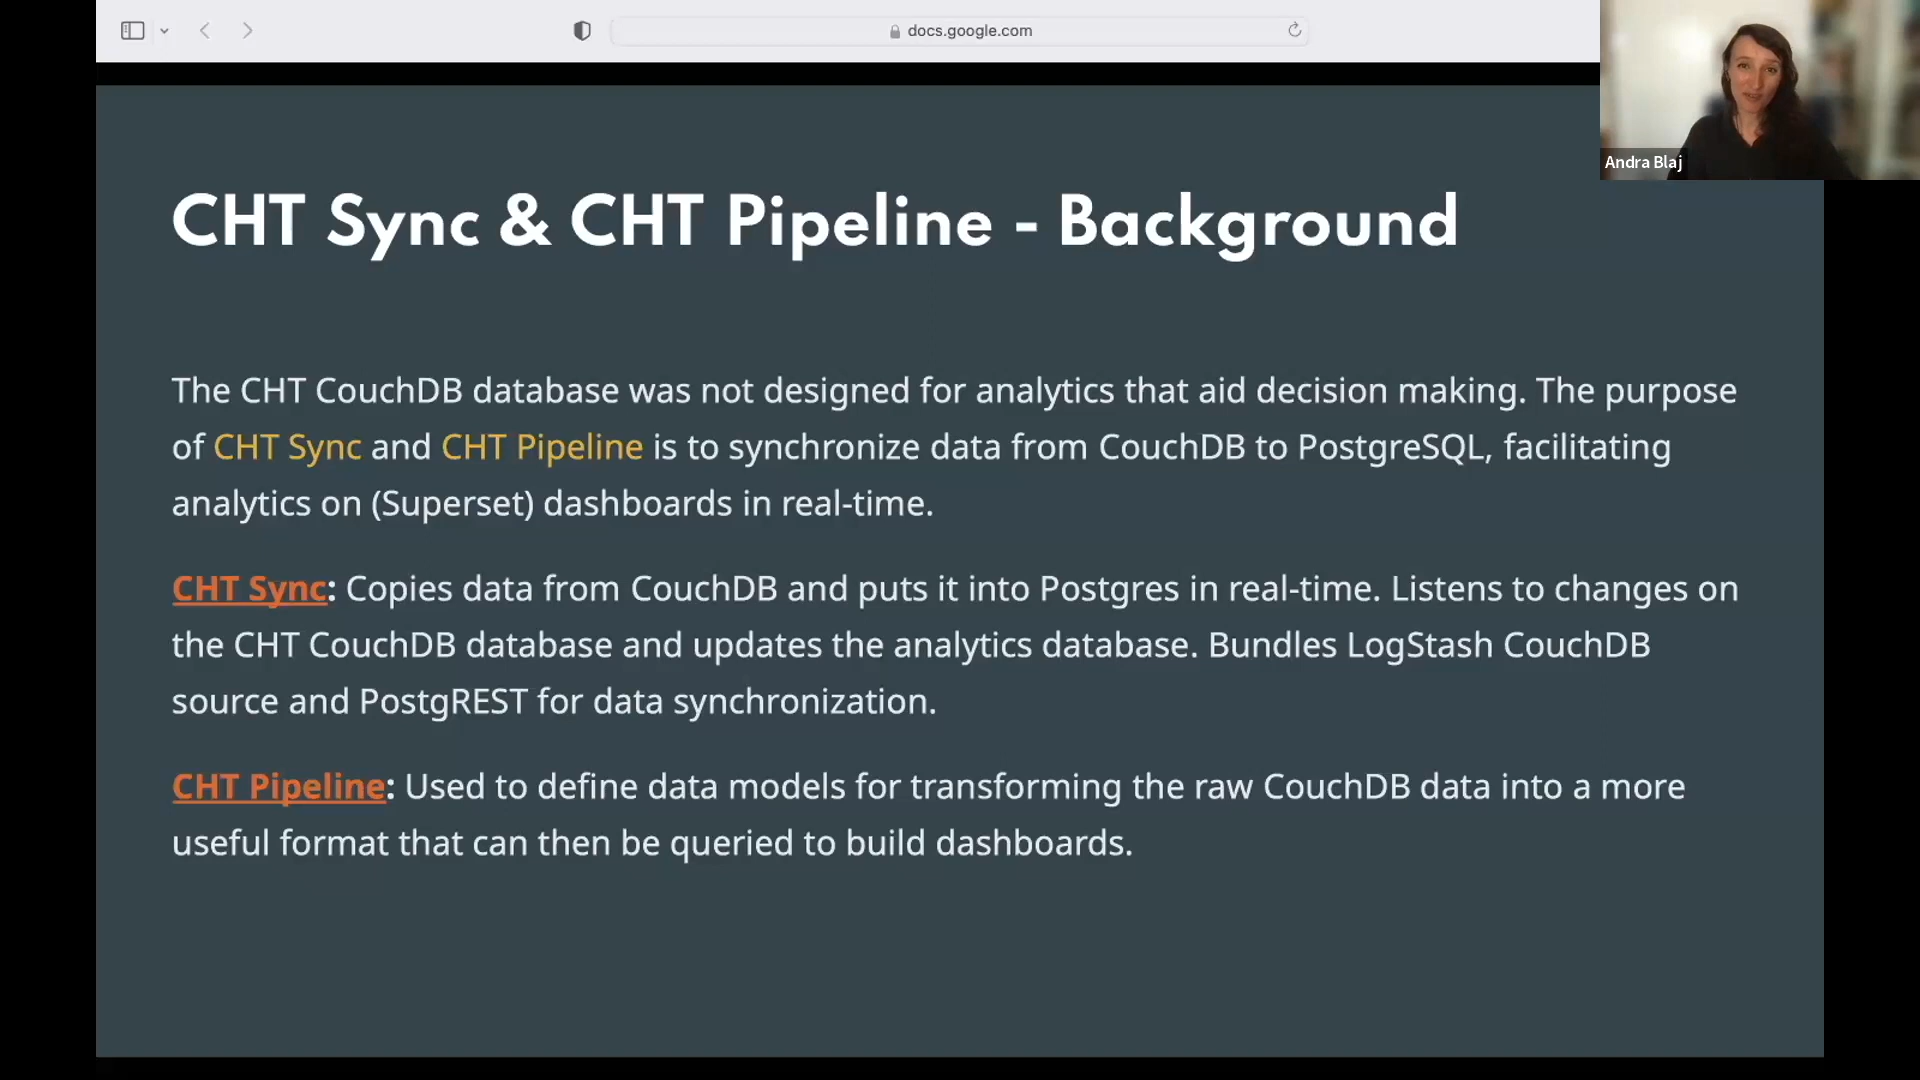 docs.google.com
Andra Blaj
CHT Sync & CHT Pipeline - Background
The CHT CouchDB database was not designed for analytics that aid decision making. The purpose
of CHT Sync and CHT Pipeline is to synchronize data from CouchDB to PostgreSQL, facilitating
analytics on (Superset) dashboards in real-time.
CHT Sync: Copies data from CouchDB and puts it into Postgres in real-time. Listens to changes on
the CHT CouchDB database and updates the analytics database. Bundles LogStash CouchDB
source and PostgREST for data synchronization.
CHT Pipeline: Used to define data models for transforming the raw CouchDB data into a more
useful format that can then be queried to build dashboards.